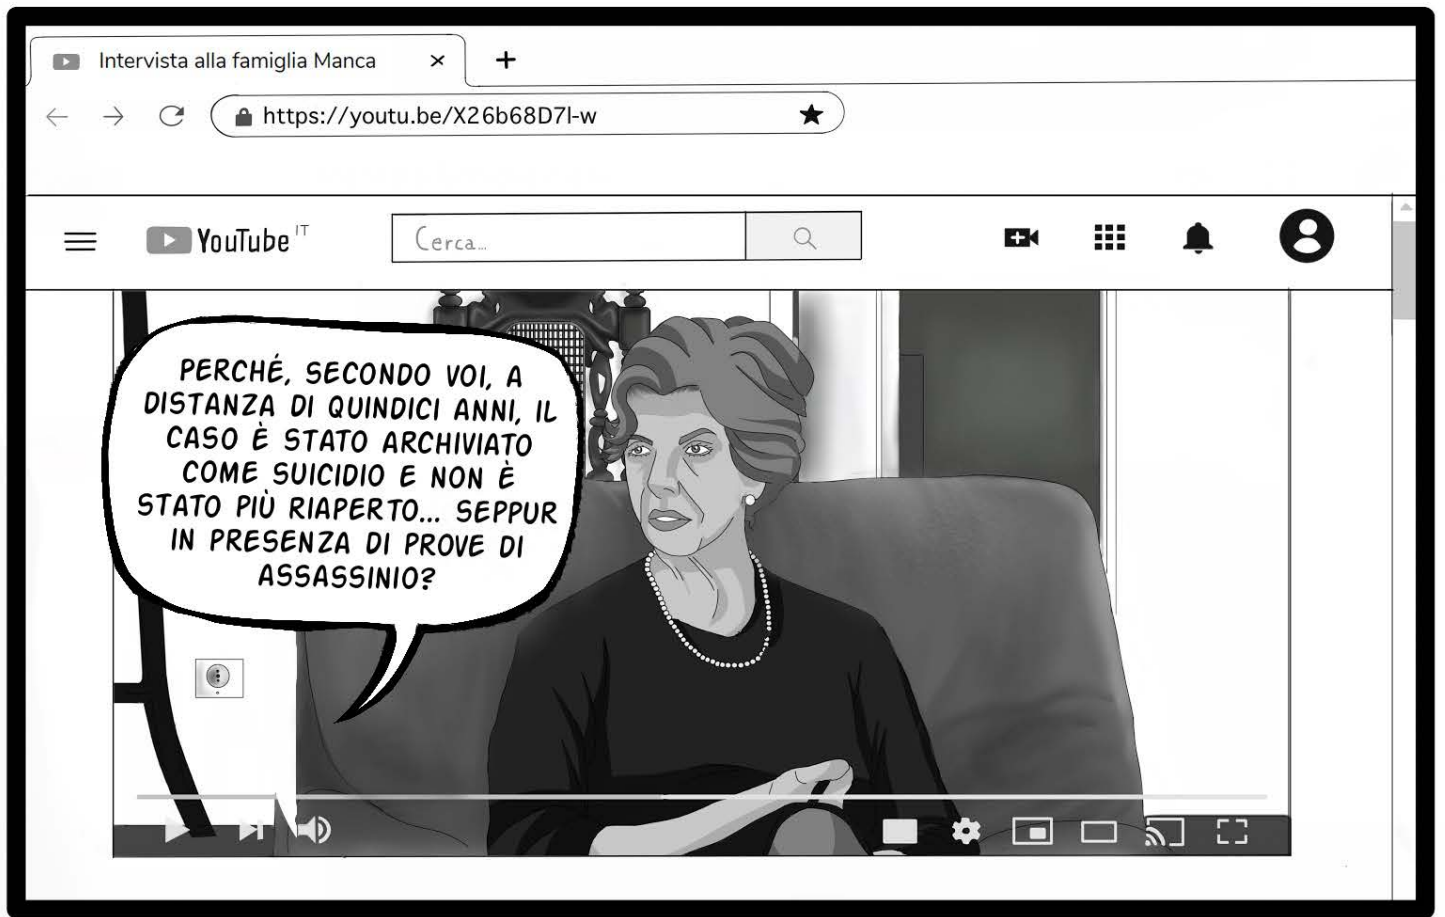 Intervista alla famiglia Manca
https://youtu.be/X26b68D7l-w
YouTube IT
Cerca...
PERCHÉ, SECONDO VOI, A
DISTANZA DI QUINDICI ANNI, IL
CASO È STATO ARCHIVIATO
COME SUICIDIO E NON È
STATO PIÙ RIAPERTO... SEPPUR
IN PRESENZA DI PROVE DI
ASSASSINIO?